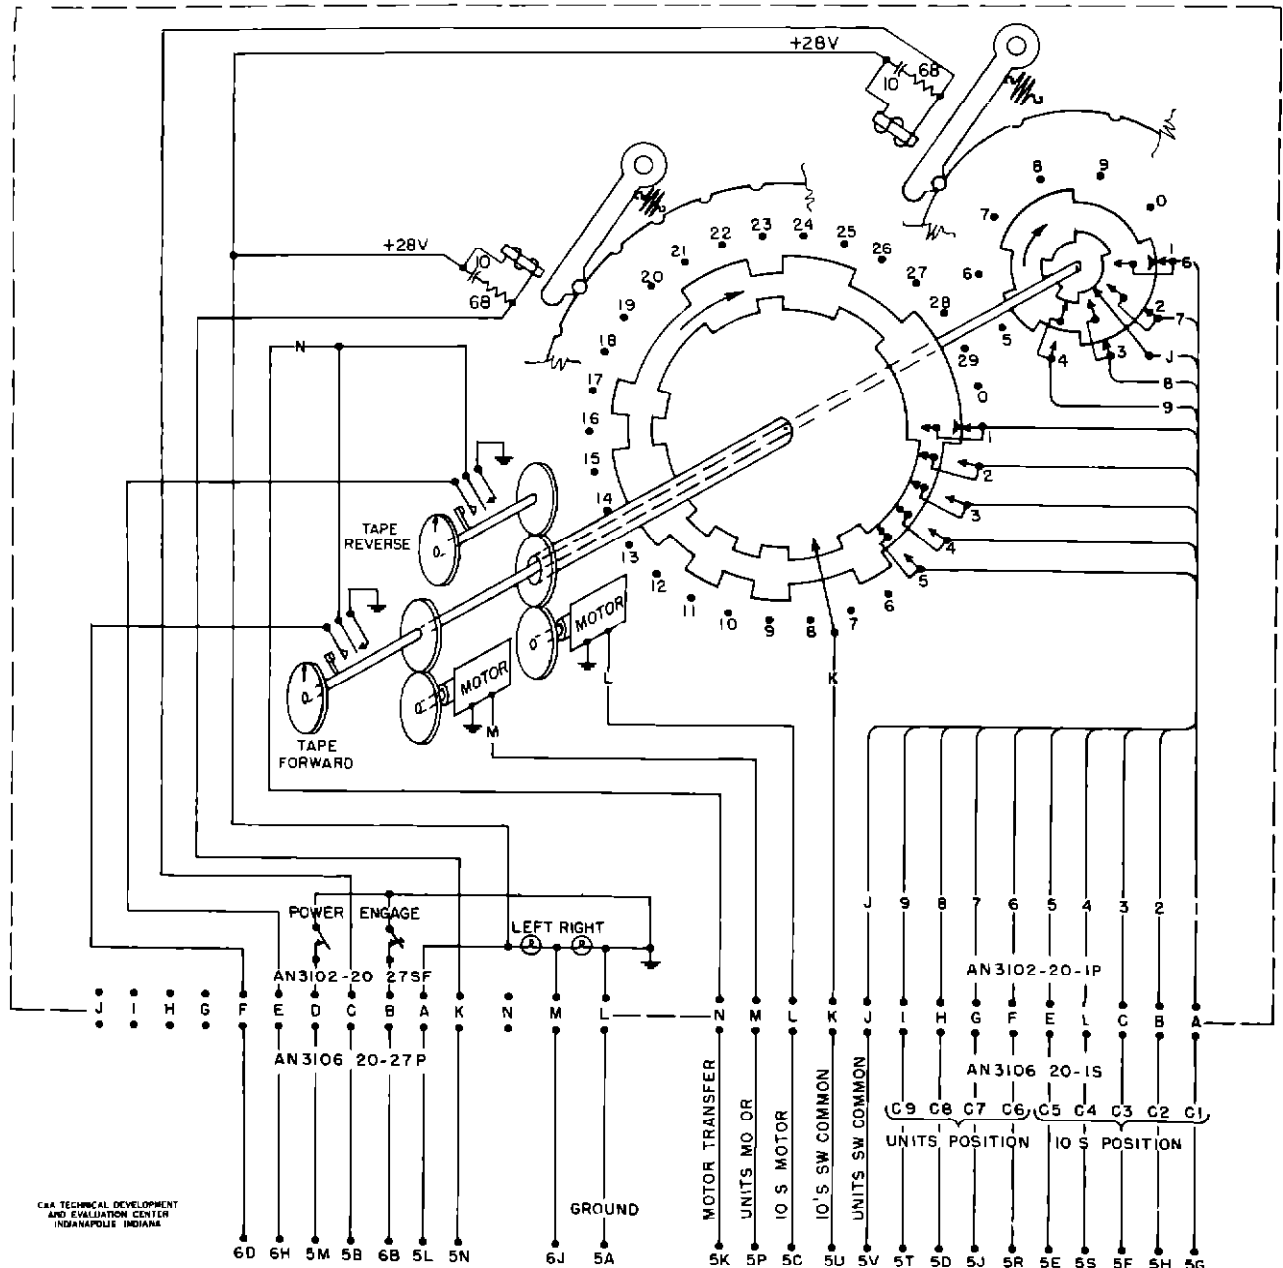 +28V
68
10
9
8
0
7
+28V
10
68
24
23
25
22
26
21
27
20
28
19
6
5
29
0
18
17
16
15
14
13
12
11
10
9
8
7
6
1
6
2
7
3
4
J
8
9
1
2
3
4
5
N
TAPE
REVERSE
TAPE
FORWARD
MOTOR
MOTOR
L
M
K
POWER ENGAGE
LEFT RIGHT
AN3102-20 27SF
J I H G F E D C B A K N M L
AN3106 20-27P
J 9 8 7 6 5 4 3 2
AN3102-20-1P
N M L K J I H G F E L C B A
AN3106 20-1S
C9 C8 C7 C6 C5 C4 C3 C2 C1
UNITS POSITION 10 S POSITION
MOTOR TRANSFER
UNITS MO OR
10 S MOTOR
10'S SW COMMON
UNITS SW COMMON
GROUND
6D 6H 5M 5B 6B 5L 5N 6J 5A 5K 5P 5C 5U 5V 5T 5D 5J 5R 5E 5S 5F 5H 5G
CAA TECHNICAL DEVELOPMENT
AND EVALUATION CENTER
INDIANAPOLIS INDIANA